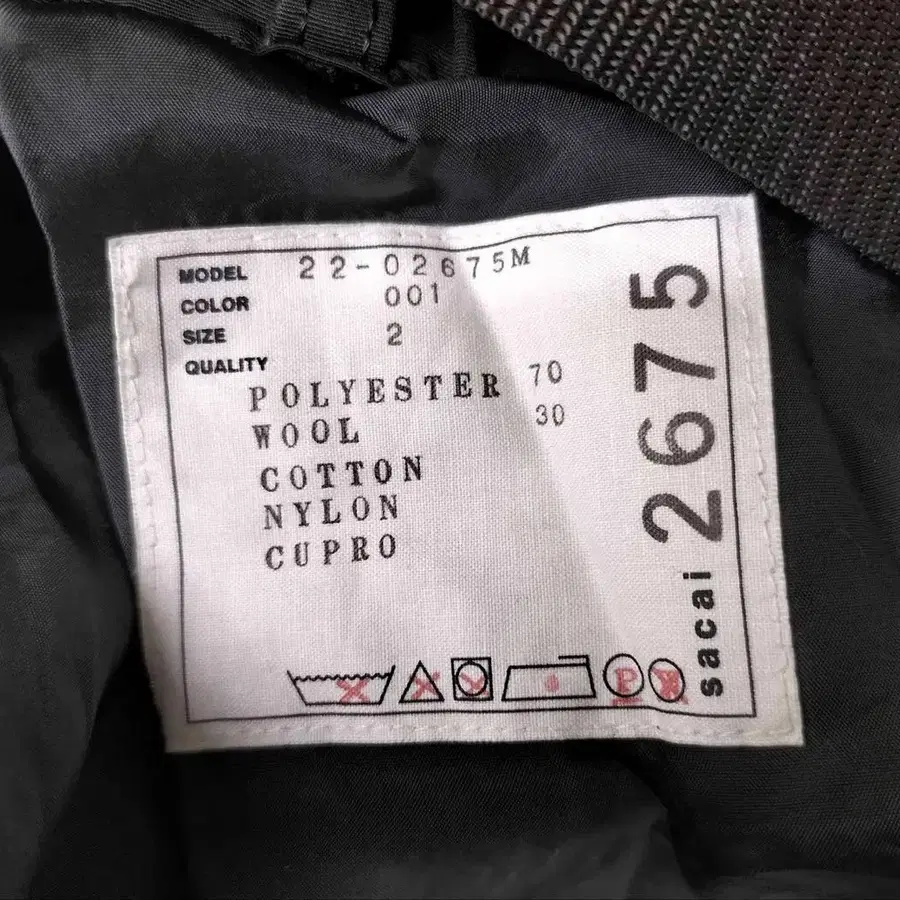 MODEL 22-02675M
COLOR 001
SIZE 2
QUALITY
POLYESTER 70
WOOL 30
COTTON
NYLON
CUPRO
P
sacai 2675